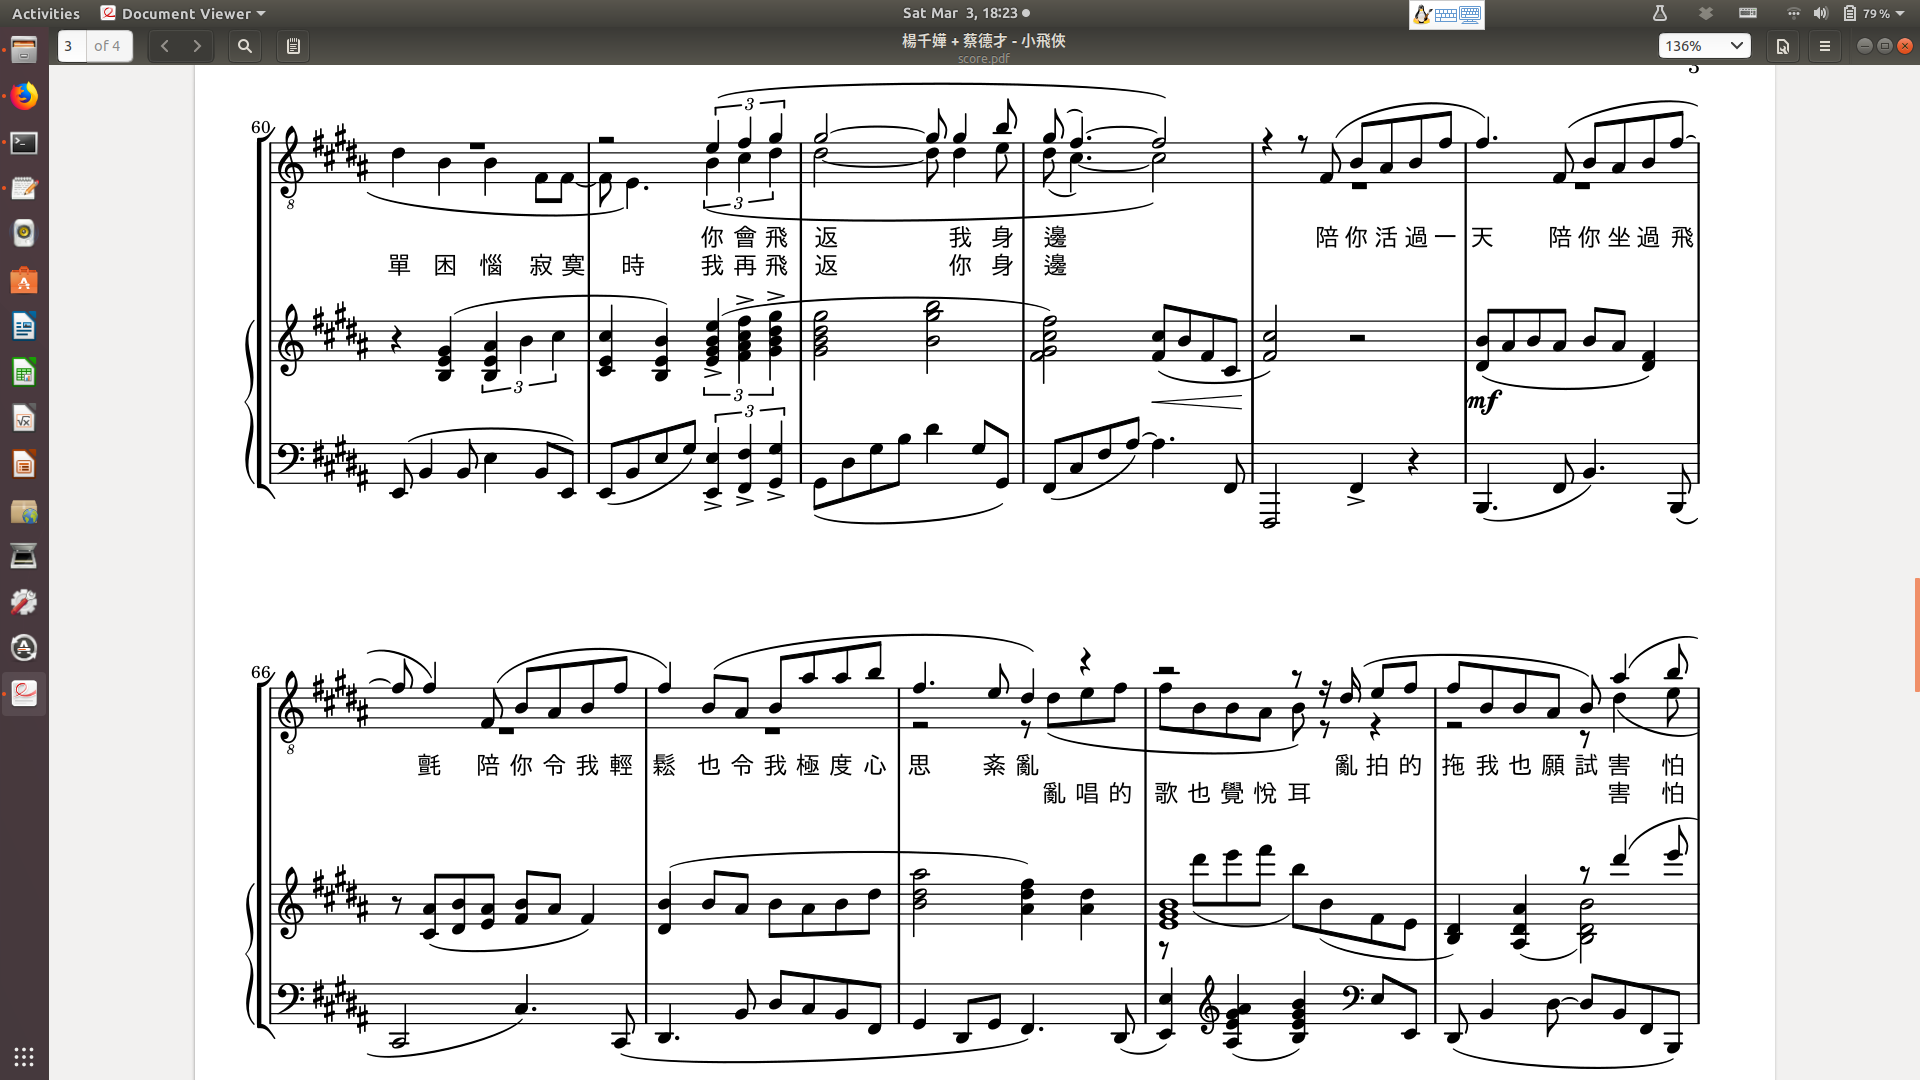 Activities
Document Viewer
Sat Mar 3, 18:23
79 %
3
of 4
楊千嬅 + 蔡德才 - 小飛俠
score.pdf
136%
3
60
3
8
3
你 會 飛 返 我 身 邊 陪 你 活 過 一 天 陪 你 坐 過 飛
單 困 惱 寂 寞 時 我 再 飛 返 你 身 邊
3
3
mf
3
66
8
氈 陪 你 令 我 輕 鬆 也 令 我 極 度 心 思 紊 亂 亂 拍 的 拖 我 也 願 試 害 怕
亂 唱 的 歌 也 覺 悅 耳 害 怕